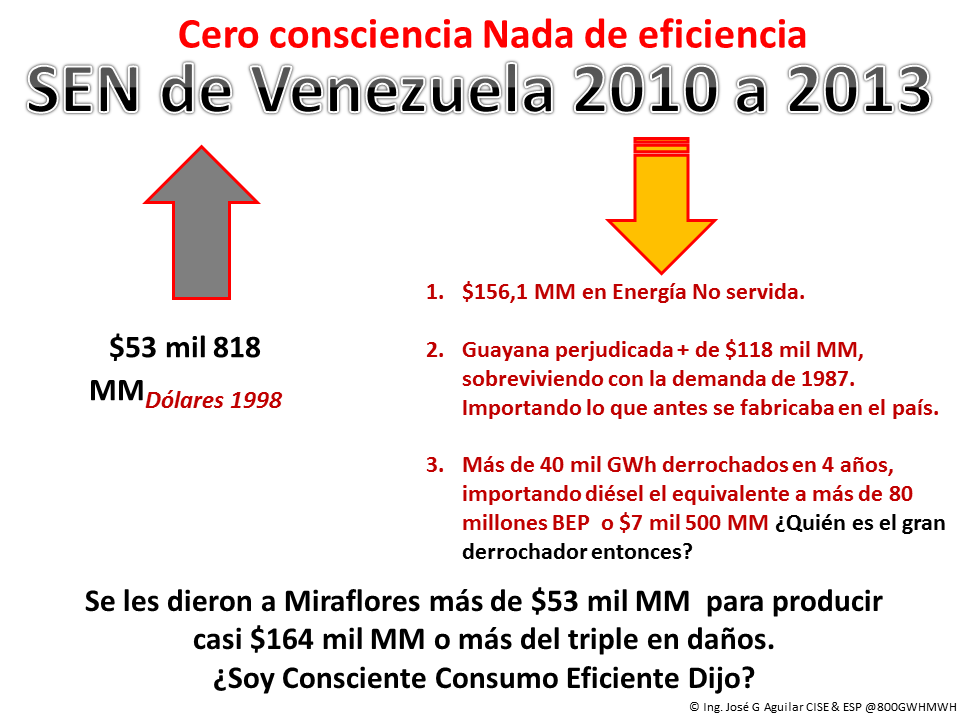 Cero consciencia Nada de eficiencia
SEN de Venezuela 2010 a 2013
$53 mil 818
MM Dólares 1998
1. $156,1 MM en Energía No servida.
2. Guayana perjudicada + de $118 mil MM,
sobreviviendo con la demanda de 1987.
Importando lo que antes se fabricaba en el país.
3. Más de 40 mil GWh derrochados en 4 años,
importando diésel el equivalente a más de 80
millones BEP o $7 mil 500 MM ¿Quién es el gran
derrochador entonces?
Se les dieron a Miraflores más de $53 mil MM para producir
casi $164 mil MM o más del triple en daños.
¿Soy Consciente Consumo Eficiente Dijo?
© Ing. José G Aguilar CISE & ESP @800GWHMWH